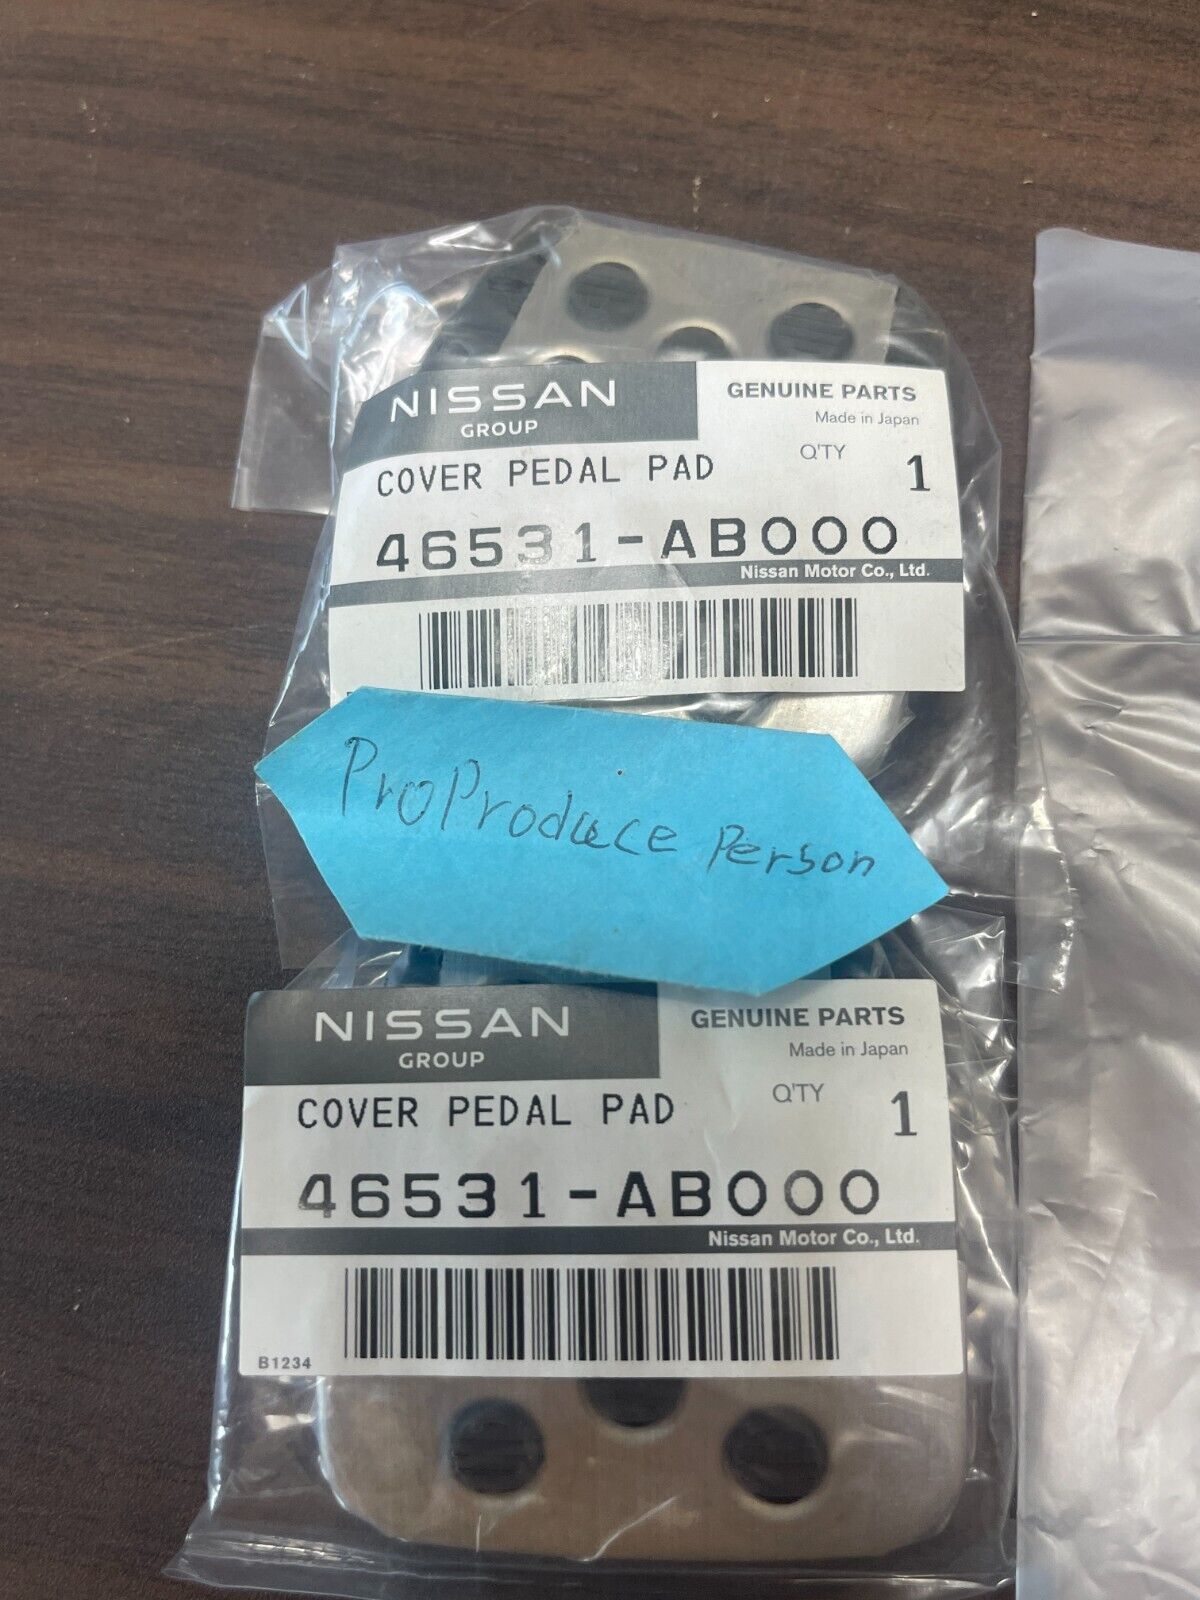 NISSAN
GROUP
GENUINE PARTS
Made in Japan
Q'TY
COVER PEDAL PAD
1
46531-AB000
Nissan Motor Co., Ltd.
ProProduce Person
NISSAN
GROUP
GENUINE PARTS
Made in Japan
Q'TY
COVER PEDAL PAD
1
46531-AB000
Nissan Motor Co., Ltd.
B1234